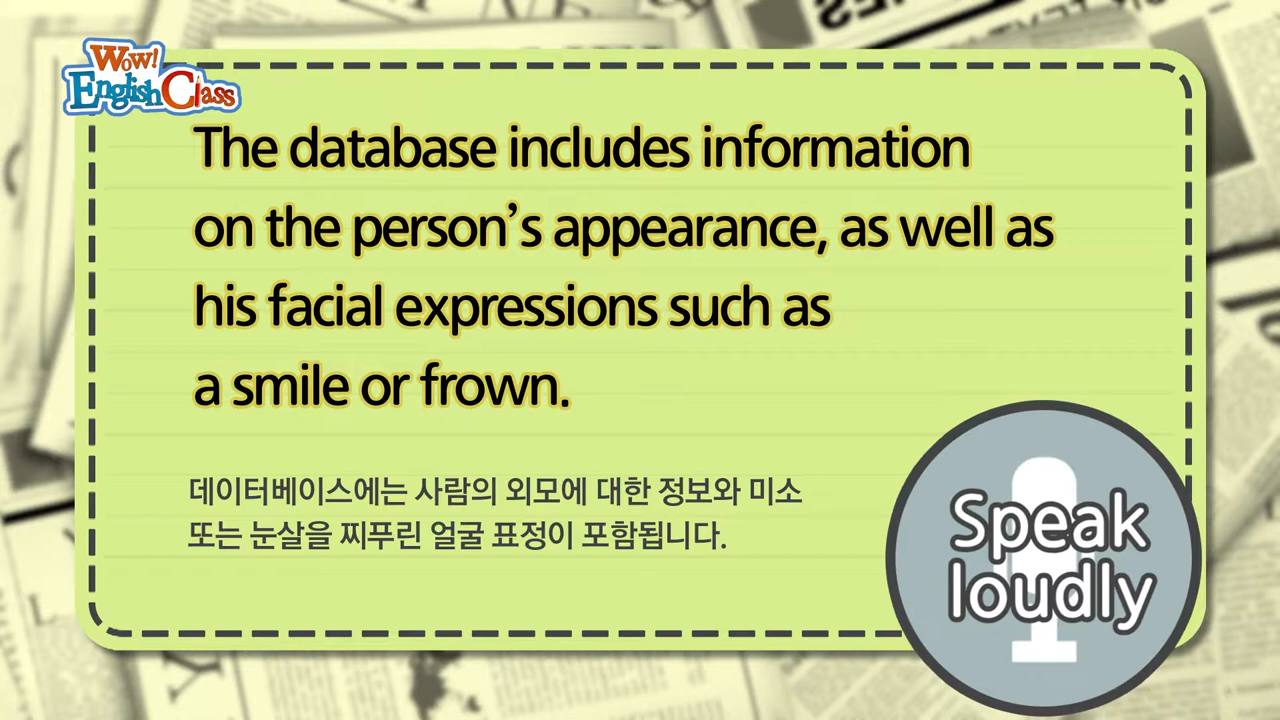 Wow!
English Class
The database includes information
on the person’s appearance, as well as
his facial expressions such as
a smile or frown.
데이터베이스에는 사람의 외모에 대한 정보와 미소
또는 눈살을 찌푸린 얼굴 표정이 포함됩니다.
Speak
loudly